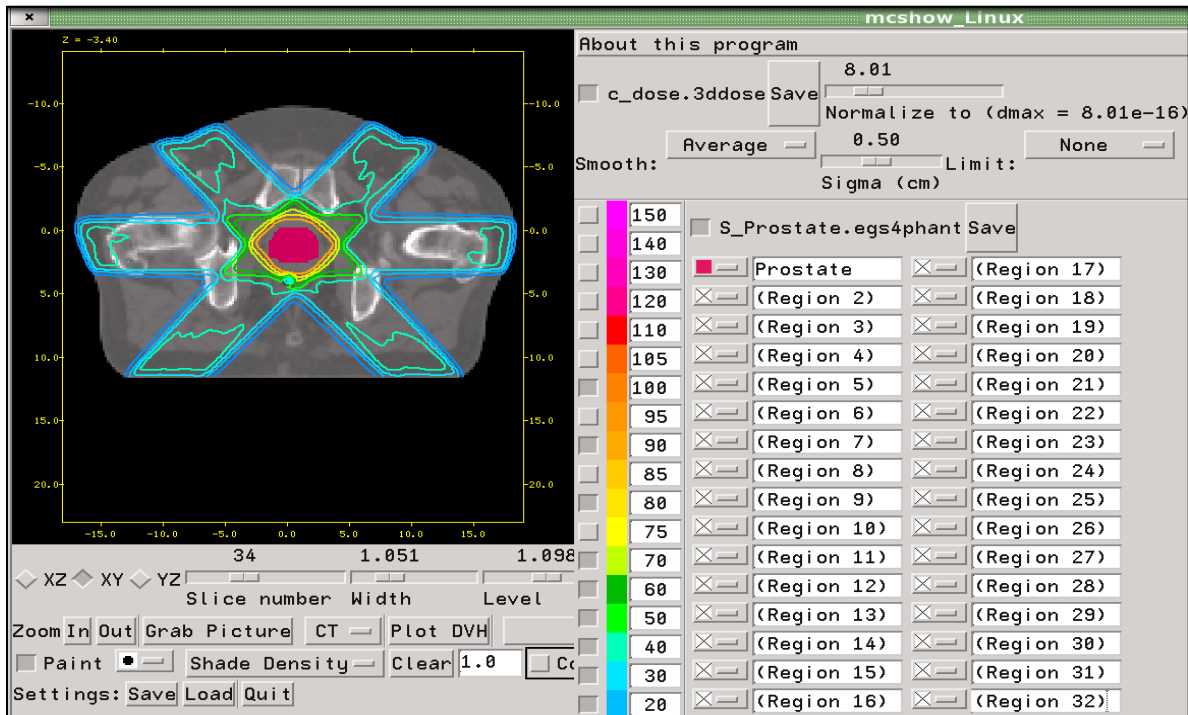 × mcshow_Linux
Z = -3.40
-10.0 -10.0
-5.0 -5.0
0.0 0.0
5.0 5.0
10.0 10.0
15.0 15.0
20.0 20.0
-15.0 -10.0 -5.0 0.0 5.0 10.0 15.0
34 1.051 1.098
XZ XY YZ
Slice number Width Level
Zoom In Out Grab Picture CT Plot DVH
Paint Shade Density Clear 1.0
Settings: Save Load Quit
About this program
8.01
c_dose.3ddose Save
Normalize to (dmax = 8.01e-16)
Average 0.50 None
Smooth: Limit:
Sigma (cm)
150
140
130
120
110
105
100
95
90
85
80
75
70
60
50
40
30
20
S_Prostate.egs4phant Save
Prostate (Region 17)
(Region 2) (Region 18)
(Region 3) (Region 19)
(Region 4) (Region 20)
(Region 5) (Region 21)
(Region 6) (Region 22)
(Region 7) (Region 23)
(Region 8) (Region 24)
(Region 9) (Region 25)
(Region 10) (Region 26)
(Region 11) (Region 27)
(Region 12) (Region 28)
(Region 13) (Region 29)
(Region 14) (Region 30)
(Region 15) (Region 31)
(Region 16) (Region 32)